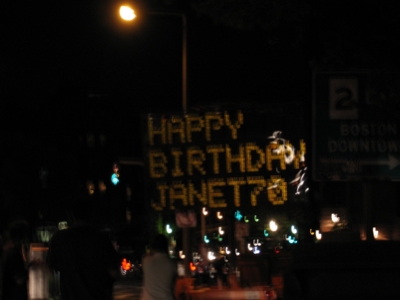 HAPPY
BIRTHDAY
JANET70
2
BOSTON
DOWNTOWN